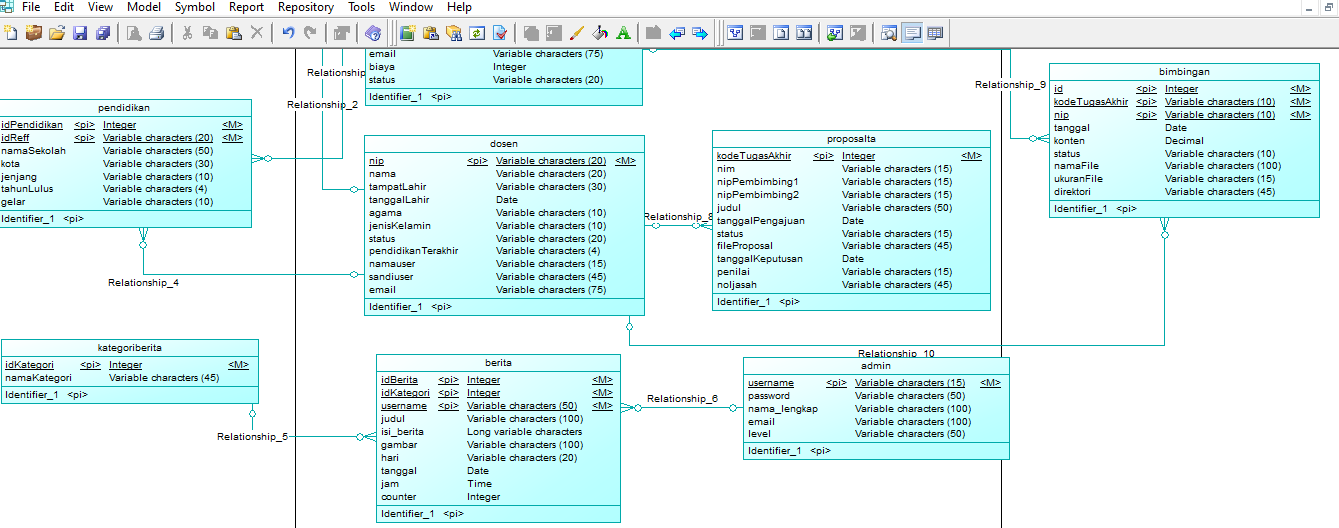 File Edit View Model Symbol Report Repository Tools Window Help
email Variable characters (75)
biaya Integer
status Variable characters (20)
Identifier_1 <pi>
Relationship
Relationship_2
Relationship_9
bimbingan
id <pi> Integer <M>
kodeTugasAkhir <pi> Variable characters (10) <M>
nip <pi> Variable characters (10) <M>
tanggal Date
konten Decimal
status Variable characters (10)
namaFile Variable characters (100)
ukuranFile Variable characters (15)
direktori Variable characters (45)
Identifier_1 <pi>
pendidikan
idPendidikan <pi> Integer <M>
idReff <pi> Variable characters (20) <M>
namaSekolah Variable characters (50)
kota Variable characters (30)
jenjang Variable characters (10)
tahunLulus Variable characters (4)
gelar Variable characters (10)
Identifier_1 <pi>
dosen
nip <pi> Variable characters (20) <M>
nama Variable characters (20)
tampatLahir Variable characters (30)
tanggalLahir Date
agama Variable characters (10)
jenisKelamin Variable characters (10)
status Variable characters (20)
pendidikanTerakhir Variable characters (4)
namauser Variable characters (15)
sandiuser Variable characters (45)
email Variable characters (75)
Identifier_1 <pi>
Relationship_8
proposalta
kodeTugasAkhir <pi> Integer <M>
nim Variable characters (15)
nipPembimbing1 Variable characters (15)
nipPembimbing2 Variable characters (15)
judul Variable characters (50)
tanggalPengajuan Date
status Variable characters (15)
fileProposal Variable characters (45)
tanggalKeputusan Date
penilai Variable characters (15)
noIjasah Variable characters (45)
Identifier_1 <pi>
Relationship_4
kategoriberita
idKategori <pi> Integer <M>
namaKategori Variable characters (45)
Identifier_1 <pi>
Relationship_5
berita
idBerita <pi> Integer <M>
idKategori <pi> Integer <M>
username <pi> Variable characters (50) <M>
judul Variable characters (100)
isi_berita Long variable characters
gambar Variable characters (100)
hari Variable characters (20)
tanggal Date
jam Time
counter Integer
Identifier_1 <pi>
Relationship_6
Relationship_10
admin
username <pi> Variable characters (15) <M>
password Variable characters (50)
nama_lengkap Variable characters (100)
email Variable characters (100)
level Variable characters (50)
Identifier_1 <pi>